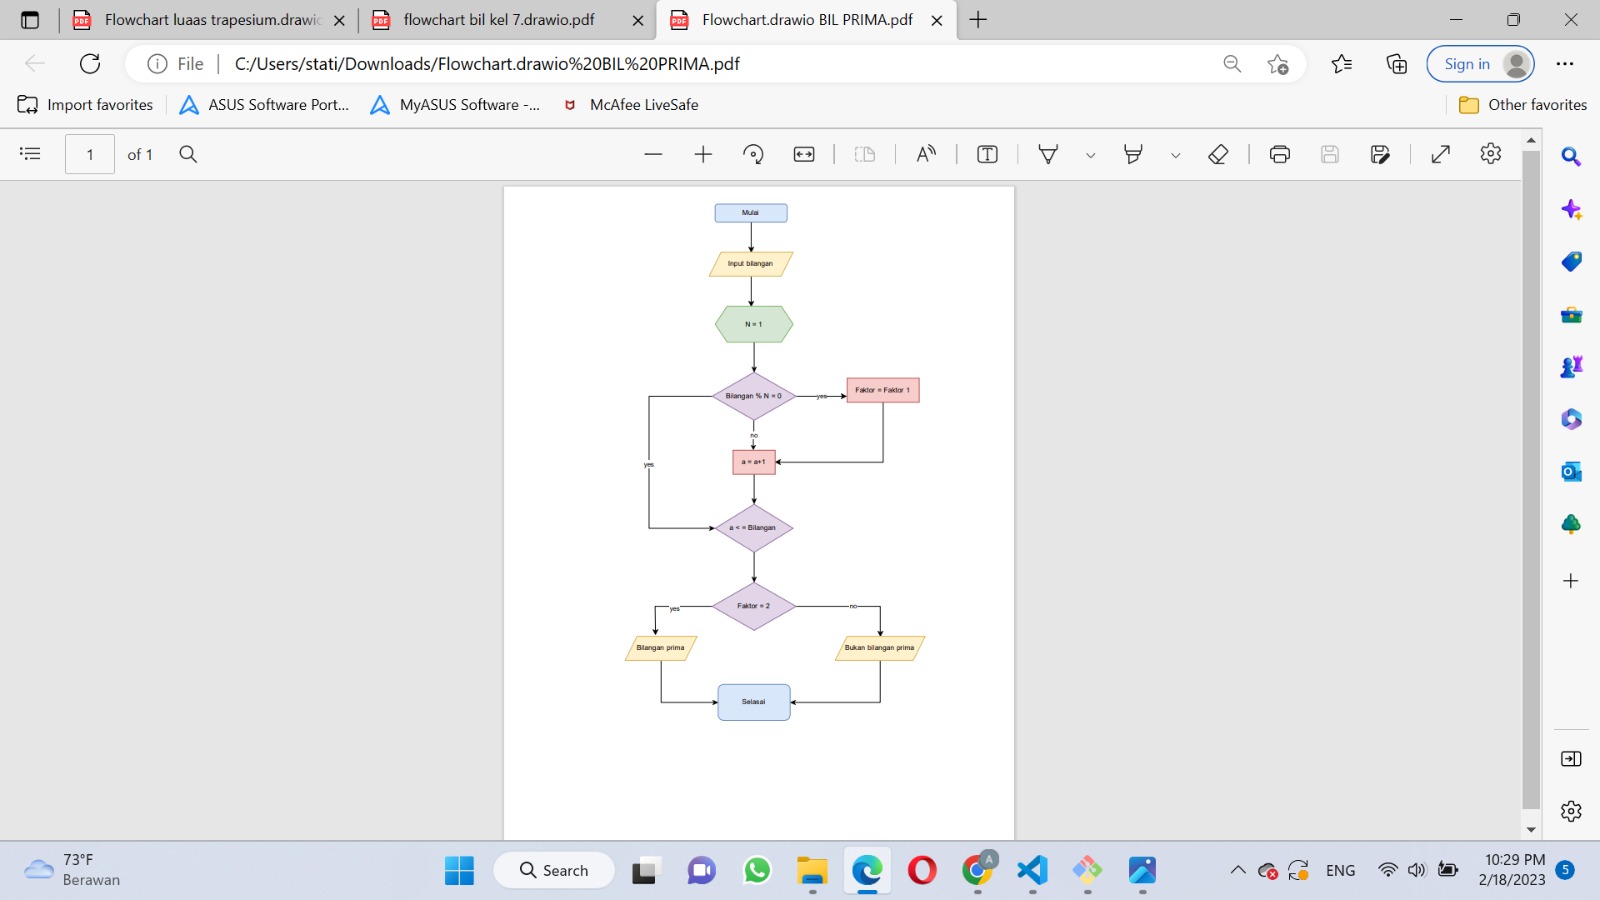 Flowchart luaas trapesium.drawio
flowchart bil kel 7.drawio.pdf
Flowchart.drawio BIL PRIMA.pdf
File
C:/Users/stati/Downloads/Flowchart.drawio%20BIL%20PRIMA.pdf
Sign in
Import favorites
ASUS Software Port...
MyASUS Software -...
McAfee LiveSafe
Other favorites
1
of 1
Mulai
Input bilangan
N = 1
Bilangan % N = 0
yes
Faktor = Faktor 1
no
a = a+1
yes
a < = Bilangan
Faktor = 2
yes
no
Bilangan prima
Bukan bilangan prima
Selasai
73°F
Berawan
Search
A
ENG
10:29 PM
2/18/2023
5